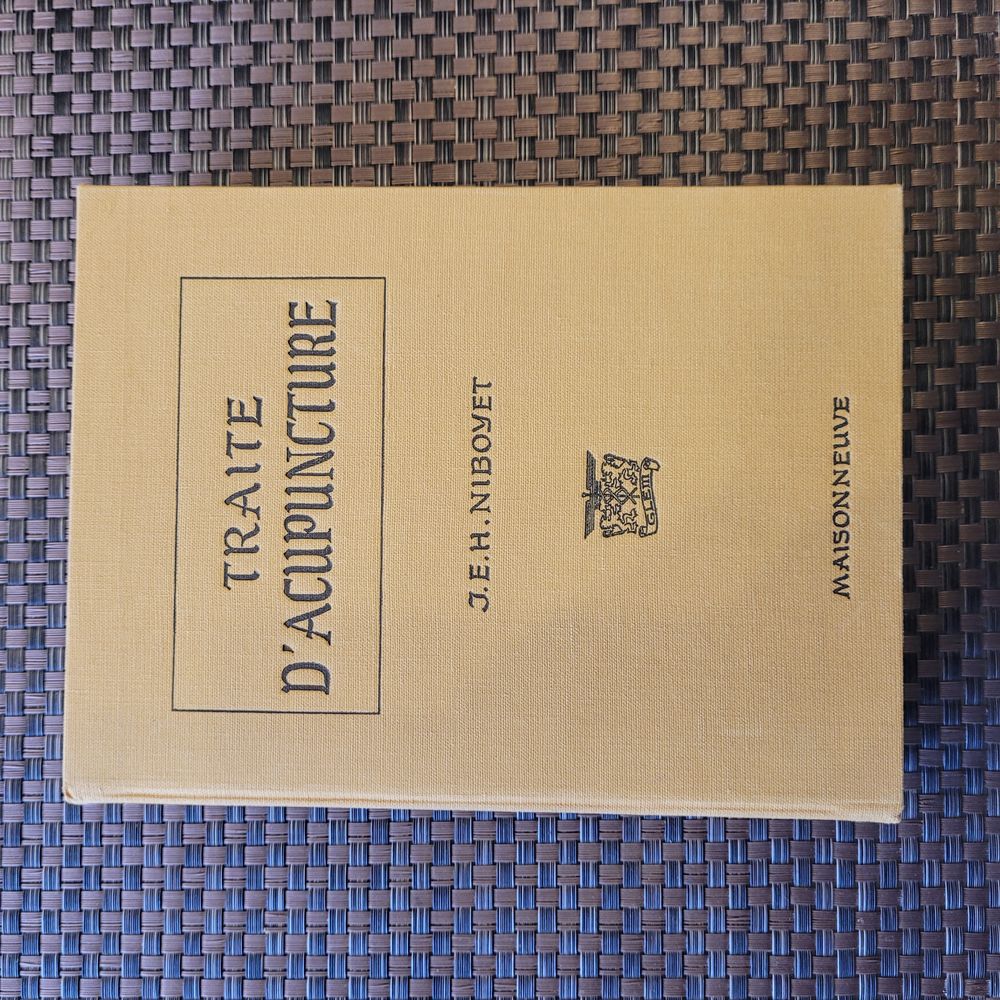 TRAITE
D'ACUPUNCTURE
J.E.H. NIBOYET
MAISONNEUVE